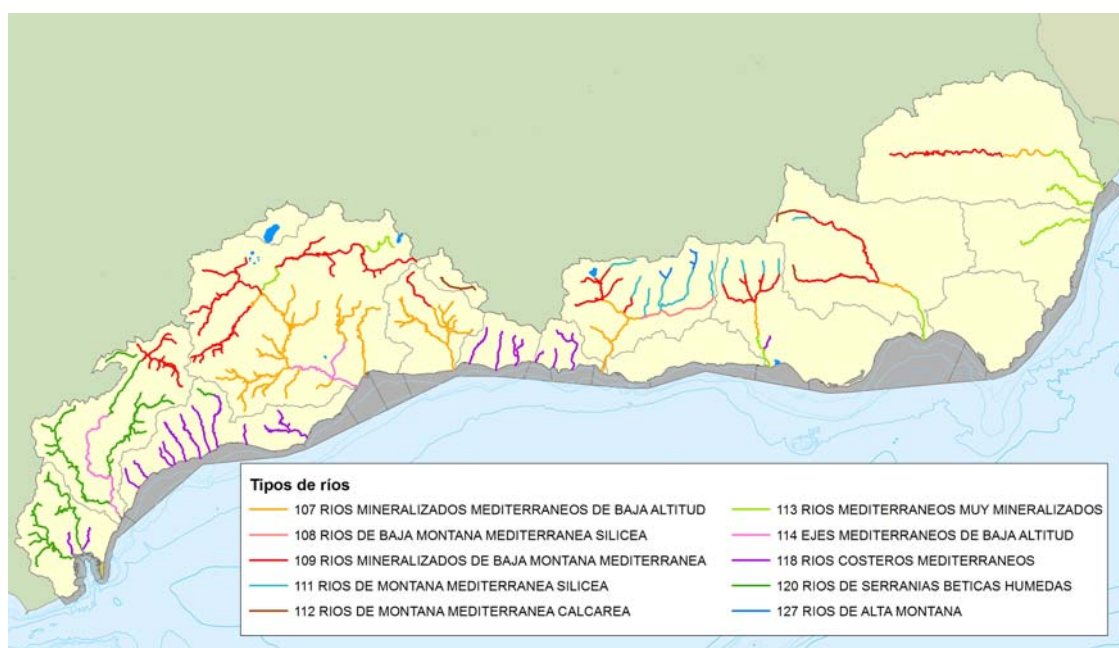 Tipos de ríos
107 RIOS MINERALIZADOS MEDITERRANEOS DE BAJA ALTITUD
108 RIOS DE BAJA MONTANA MEDITERRANEA SILICEA
109 RIOS MINERALIZADOS DE BAJA MONTANA MEDITERRANEA
111 RIOS DE MONTANA MEDITERRANEA SILICEA
112 RIOS DE MONTANA MEDITERRANEA CALCAREA
113 RIOS MEDITERRANEOS MUY MINERALIZADOS
114 EJES MEDITERRANEOS DE BAJA ALTITUD
118 RIOS COSTEROS MEDITERRANEOS
120 RIOS DE SERRANIAS BETICAS HUMEDAS
127 RIOS DE ALTA MONTANA